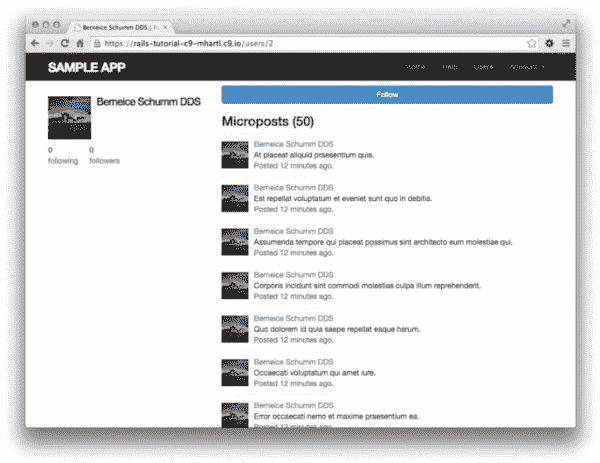 Berneice Schumm DDS |
https://rails-tutorial-c9-mhartl.c9.io/users/2
SAMPLE APP
Home Help Users Account
Berneice Schumm DDS
0 following
0 followers
Follow
Microposts (50)
Berneice Schumm DDS
At placeat aliquid praesentium quis.
Posted 12 minutes ago.
Berneice Schumm DDS
Est repellat voluptatum et eveniet sunt quo in debitis.
Posted 12 minutes ago.
Berneice Schumm DDS
Assumenda tempore qui placeat possimus sint architecto eum molestiae qui.
Posted 12 minutes ago.
Berneice Schumm DDS
Corporis incidunt sint commodi molestias culpa illum reprehenderit.
Posted 12 minutes ago.
Berneice Schumm DDS
Quo dolorem id quia saepe repellat eaque harum.
Posted 12 minutes ago.
Berneice Schumm DDS
Occaecati voluptatum qui amet iure.
Posted 12 minutes ago.
Berneice Schumm DDS
Error occaecati nemo et maxime praesentium ea.